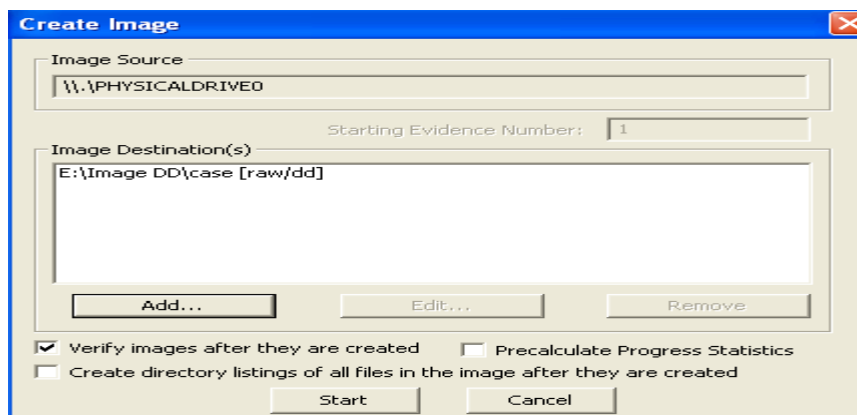 Create Image
Image Source
\\.\PHYSICALDRIVE0
Starting Evidence Number: 1
Image Destination(s)
E:\Image DD\case [raw/dd]
Add... Edit... Remove
Verify images after they are created Precalculate Progress Statistics
Create directory listings of all files in the image after they are created
Start Cancel